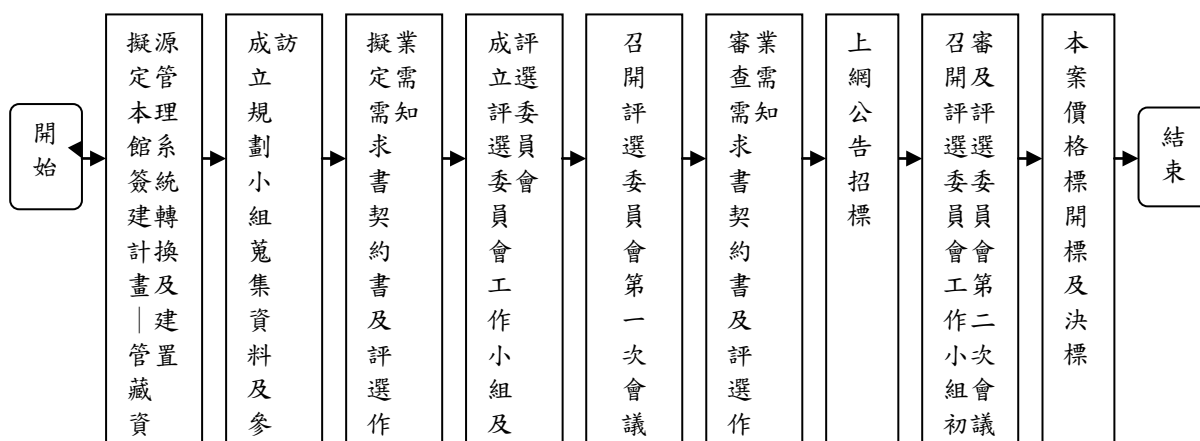 開始
擬定本館簽建計畫｜管藏資
源管理系統轉換及建置
成立規劃小組蒐集資料及參
訪
擬定需求書契約書及評選作
業需知
成立評選委員會工作小組及
評選委員會
召開評選委員會第一次會議
審查需求書契約書及評選作
業需知
上網公告招標
召開評選委員會工作小組初
審及評選委員會第二次會議
本案價格標開標及決標
結束